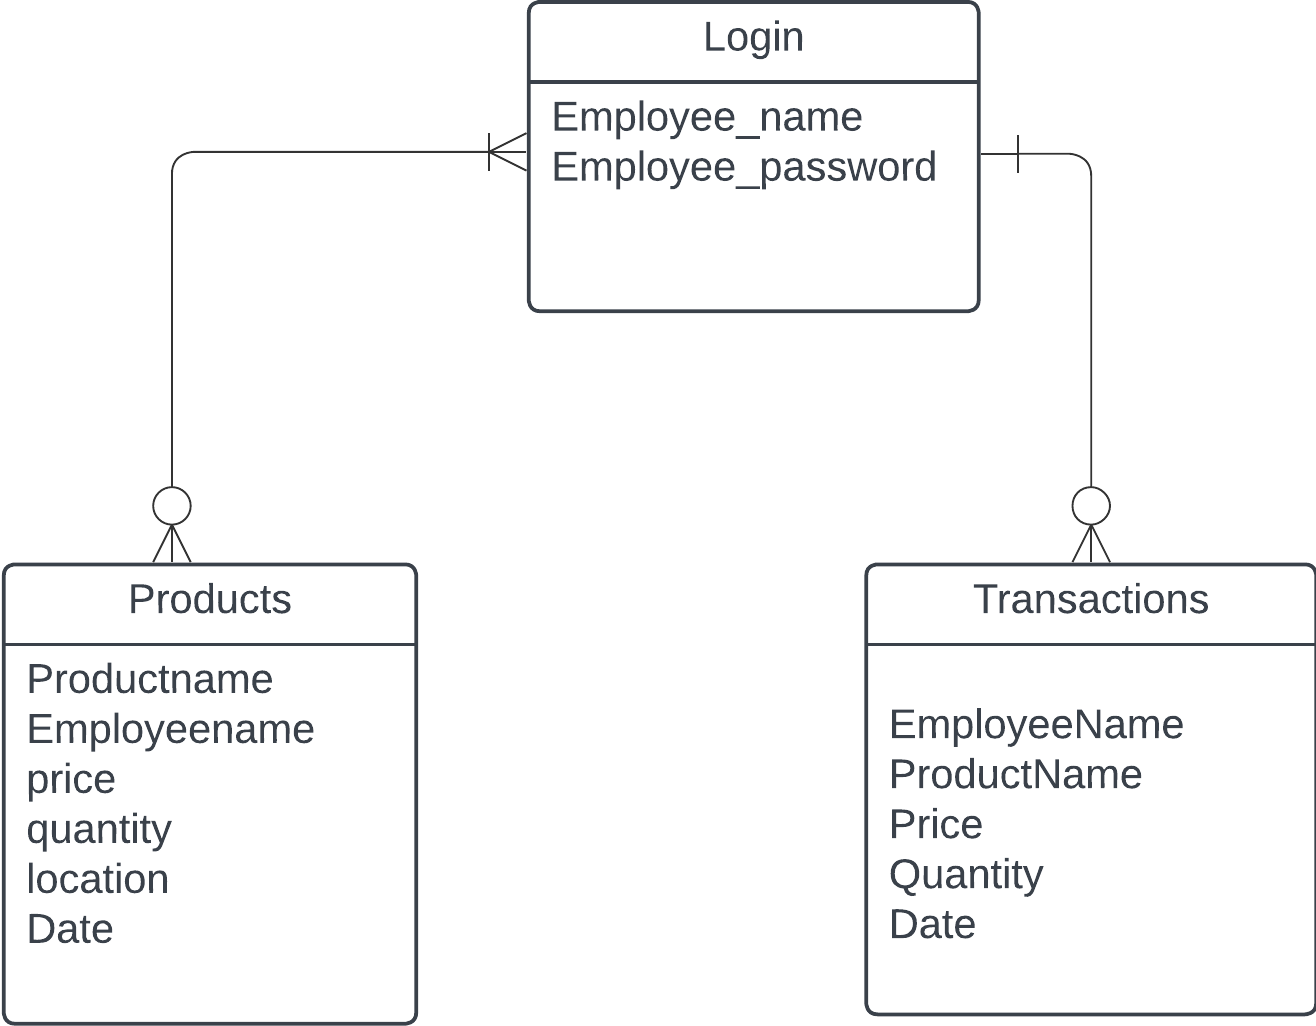 Login
Employee_name
Employee_password
Products
Productname
Employeename
price
quantity
location
Date
Transactions
EmployeeName
ProductName
Price
Quantity
Date